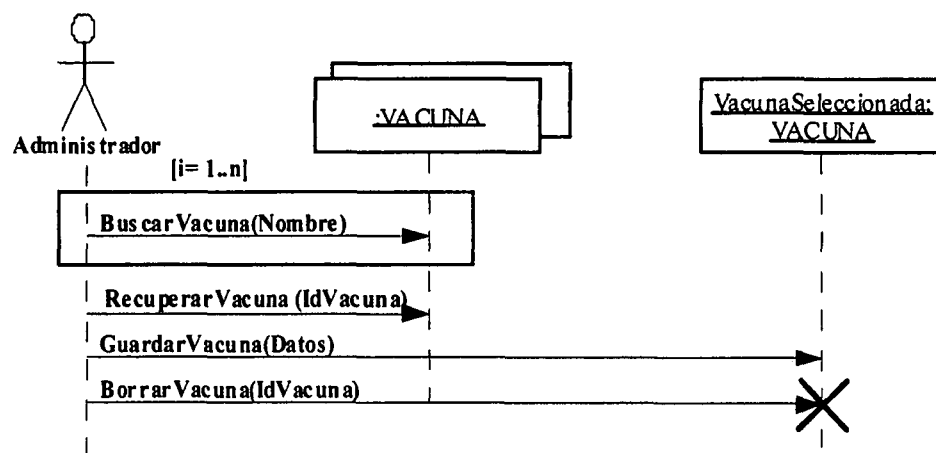 :VACUNA
VacunaSeleccionada:
VACUNA
Administrador
[i= 1..n]
BuscarVacuna(Nombre)
RecuperarVacuna (IdVacuna)
GuardarVacuna(Datos)
BorrarVacuna(IdVacuna)